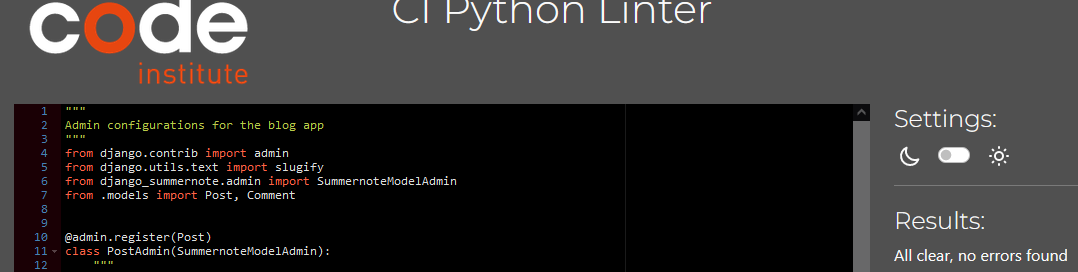 code
institute
CI Python Linter
1 """
2 Admin configurations for the blog app
3 """
4 from django.contrib import admin
5 from django.utils.text import slugify
6 from django_summernote.admin import SummernoteModelAdmin
7 from .models import Post, Comment
8
9
10 @admin.register(Post)
11 class PostAdmin(SummernoteModelAdmin):
12     """
Settings:
Results:
All clear, no errors found